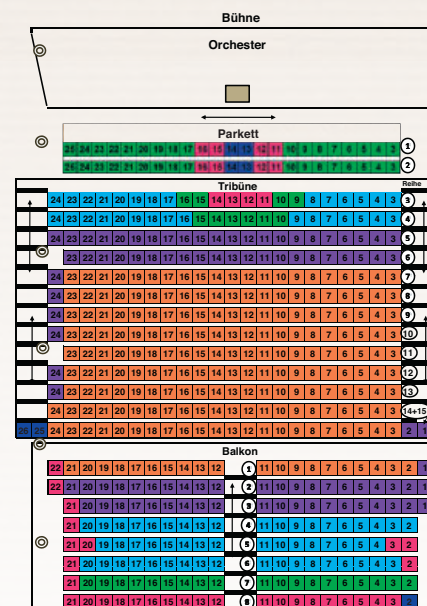 Bühne
Orchester
Parkett
25 24 23 22 21 20 19 18 17 16 15 14 13 12 11 10 9 8 7 6 5 4 3 1
25 24 23 22 21 20 19 18 17 16 15 14 13 12 11 10 9 8 7 6 5 4 3 2
Tribüne Reihe
24 23 22 21 20 19 18 17 16 15 14 13 12 11 10 9 8 7 6 5 4 3 3
24 23 22 21 20 19 18 17 16 15 14 13 12 11 10 9 8 7 6 5 4 3 4
24 23 22 21 20 19 18 17 16 15 14 13 12 11 10 9 8 7 6 5 4 3 5
23 22 21 20 19 18 17 16 15 14 13 12 11 10 9 8 7 6 5 4 3 6
24 23 22 21 20 19 18 17 16 15 14 13 12 11 10 9 8 7 6 5 4 3 7
24 23 22 21 20 19 18 17 16 15 14 13 12 11 10 9 8 7 6 5 4 3 8
24 23 22 21 20 19 18 17 16 15 14 13 12 11 10 9 8 7 6 5 4 3 9
24 23 22 21 20 19 18 17 16 15 14 13 12 11 10 9 8 7 6 5 4 3 10
23 22 21 20 19 18 17 16 15 14 13 12 11 10 9 8 7 6 5 4 3 11
24 23 22 21 20 19 18 17 16 15 14 13 12 11 10 9 8 7 6 5 4 3 12
24 23 22 21 20 19 18 17 16 15 14 13 12 11 10 9 8 7 6 5 4 3 13
24 23 22 21 20 19 18 17 16 15 14 13 12 11 10 9 8 7 6 5 4 3 14+15
26 25 24 23 22 21 20 19 18 17 16 15 14 13 12 11 10 9 8 7 6 5 4 3 2 1
Balkon
22 21 20 19 18 17 16 15 14 13 12 1 11 10 9 8 7 6 5 4 3 2 1
22 21 20 19 18 17 16 15 14 13 12 2 11 10 9 8 7 6 5 4 3 2 1
21 20 19 18 17 16 15 14 13 12 3 11 10 9 8 7 6 5 4 3 2 1
21 20 19 18 17 16 15 14 13 12 4 11 10 9 8 7 6 5 4 3 2
21 20 19 18 17 16 15 14 13 12 5 11 10 9 8 7 6 5 4 3 2
21 20 19 18 17 16 15 14 13 12 6 11 10 9 8 7 6 5 4 3 2
21 20 19 18 17 16 15 14 13 12 7 11 10 9 8 7 6 5 4 3 2
21 20 19 18 17 16 15 14 13 12 8 11 10 9 8 7 6 5 4 3 2